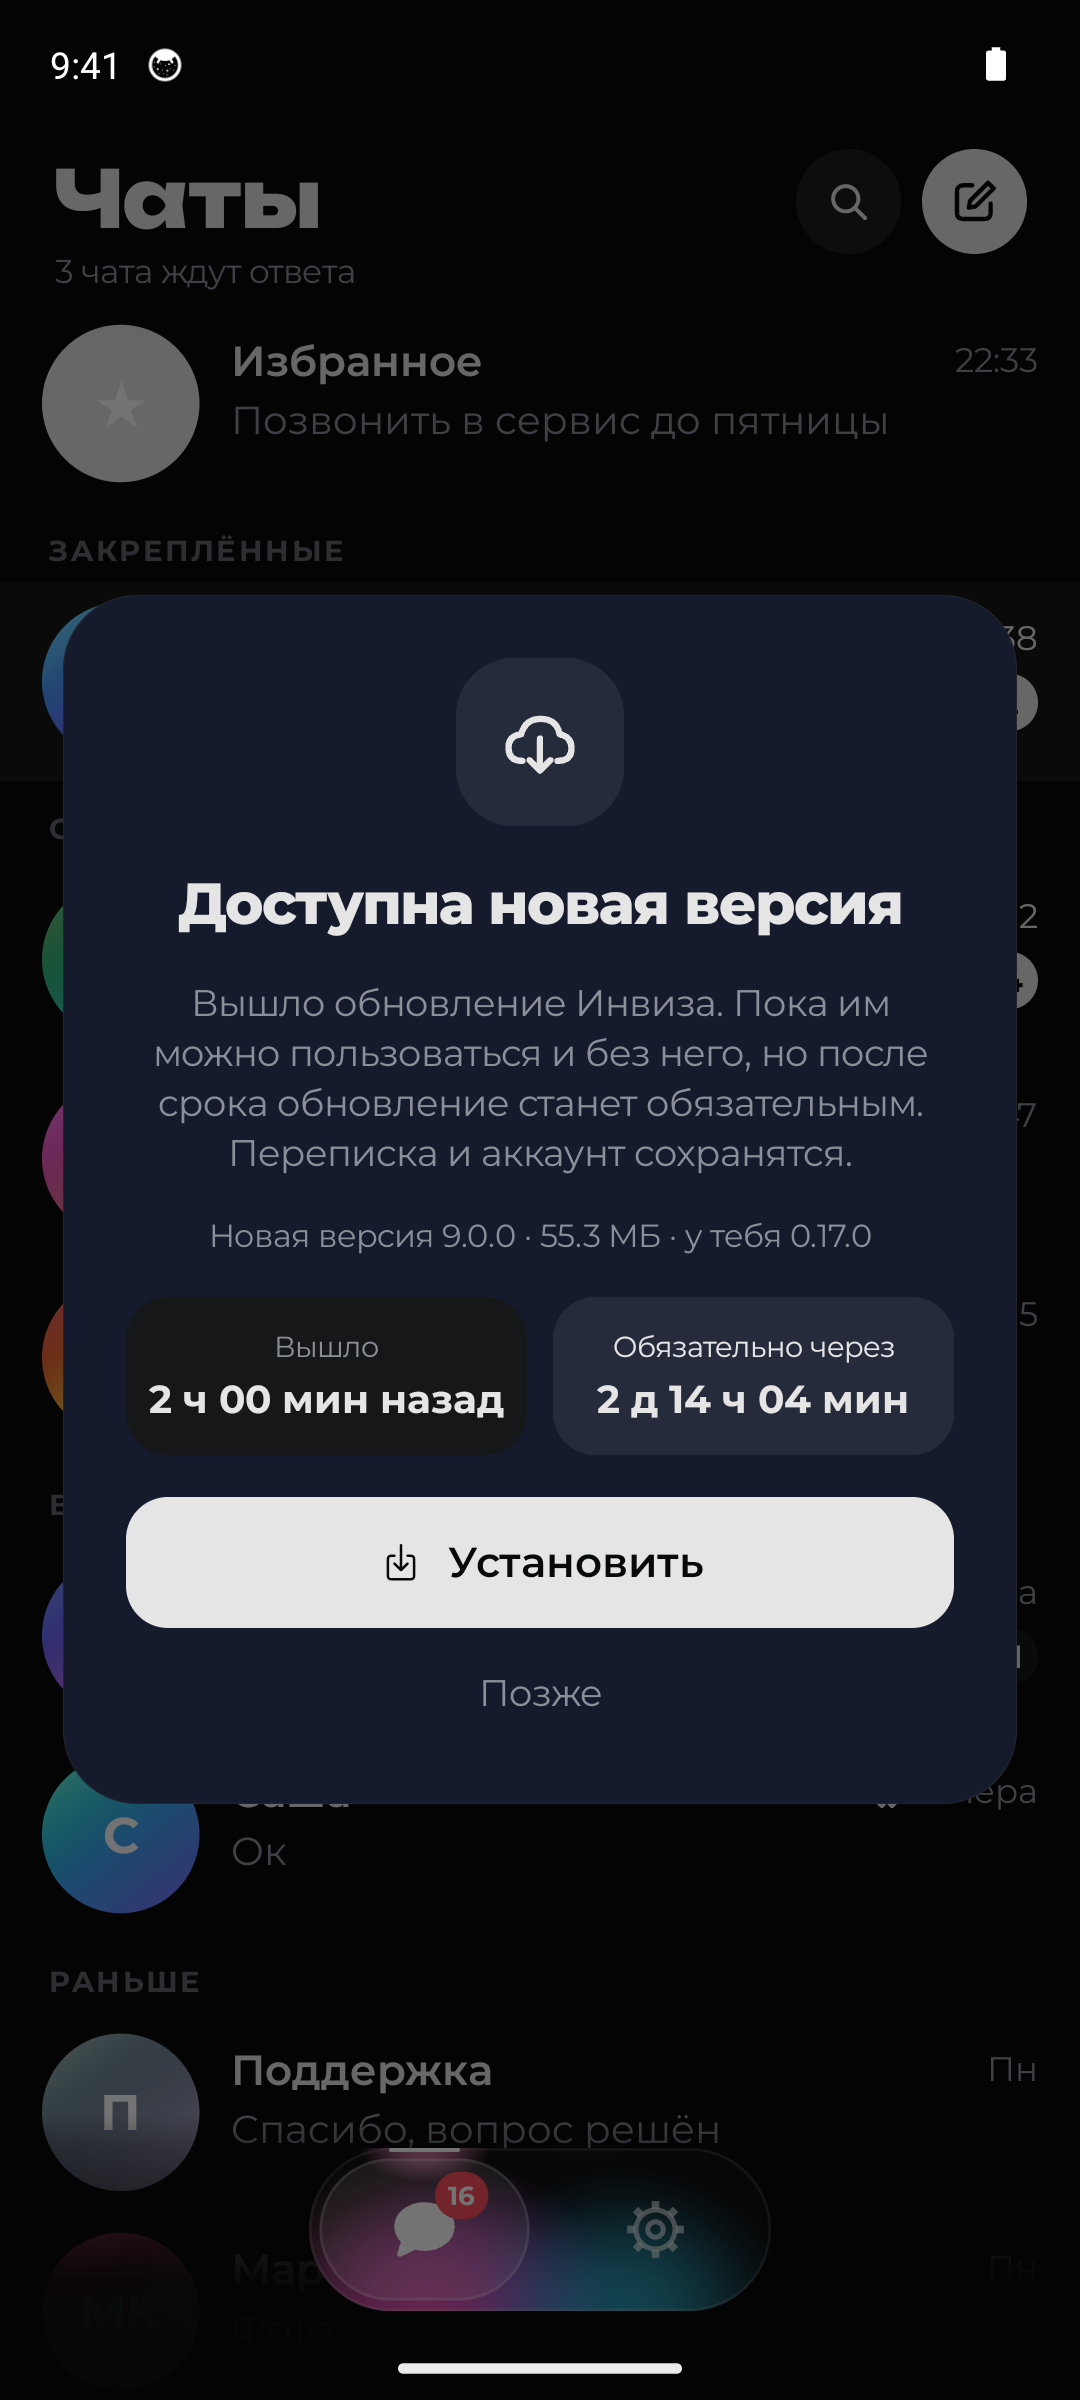 9:41
Чаты
3 чата ждут ответа
Избранное
22:33
Позвонить в сервис до пятницы
ЗАКРЕПЛЁННЫЕ
Доступна новая версия
Вышло обновление Инвиза. Пока им
можно пользоваться и без него, но после
срока обновление станет обязательным.
Переписка и аккаунт сохранятся.
Новая версия 9.0.0 · 55.3 МБ · у тебя 0.17.0
Вышло
2 ч 00 мин назад
Обязательно через
2 д 14 ч 04 мин
Установить
Позже
С
Ок
РАНЬШЕ
П
Поддержка
Пн
Спасибо, вопрос решён
16
МК
Пн
Фото